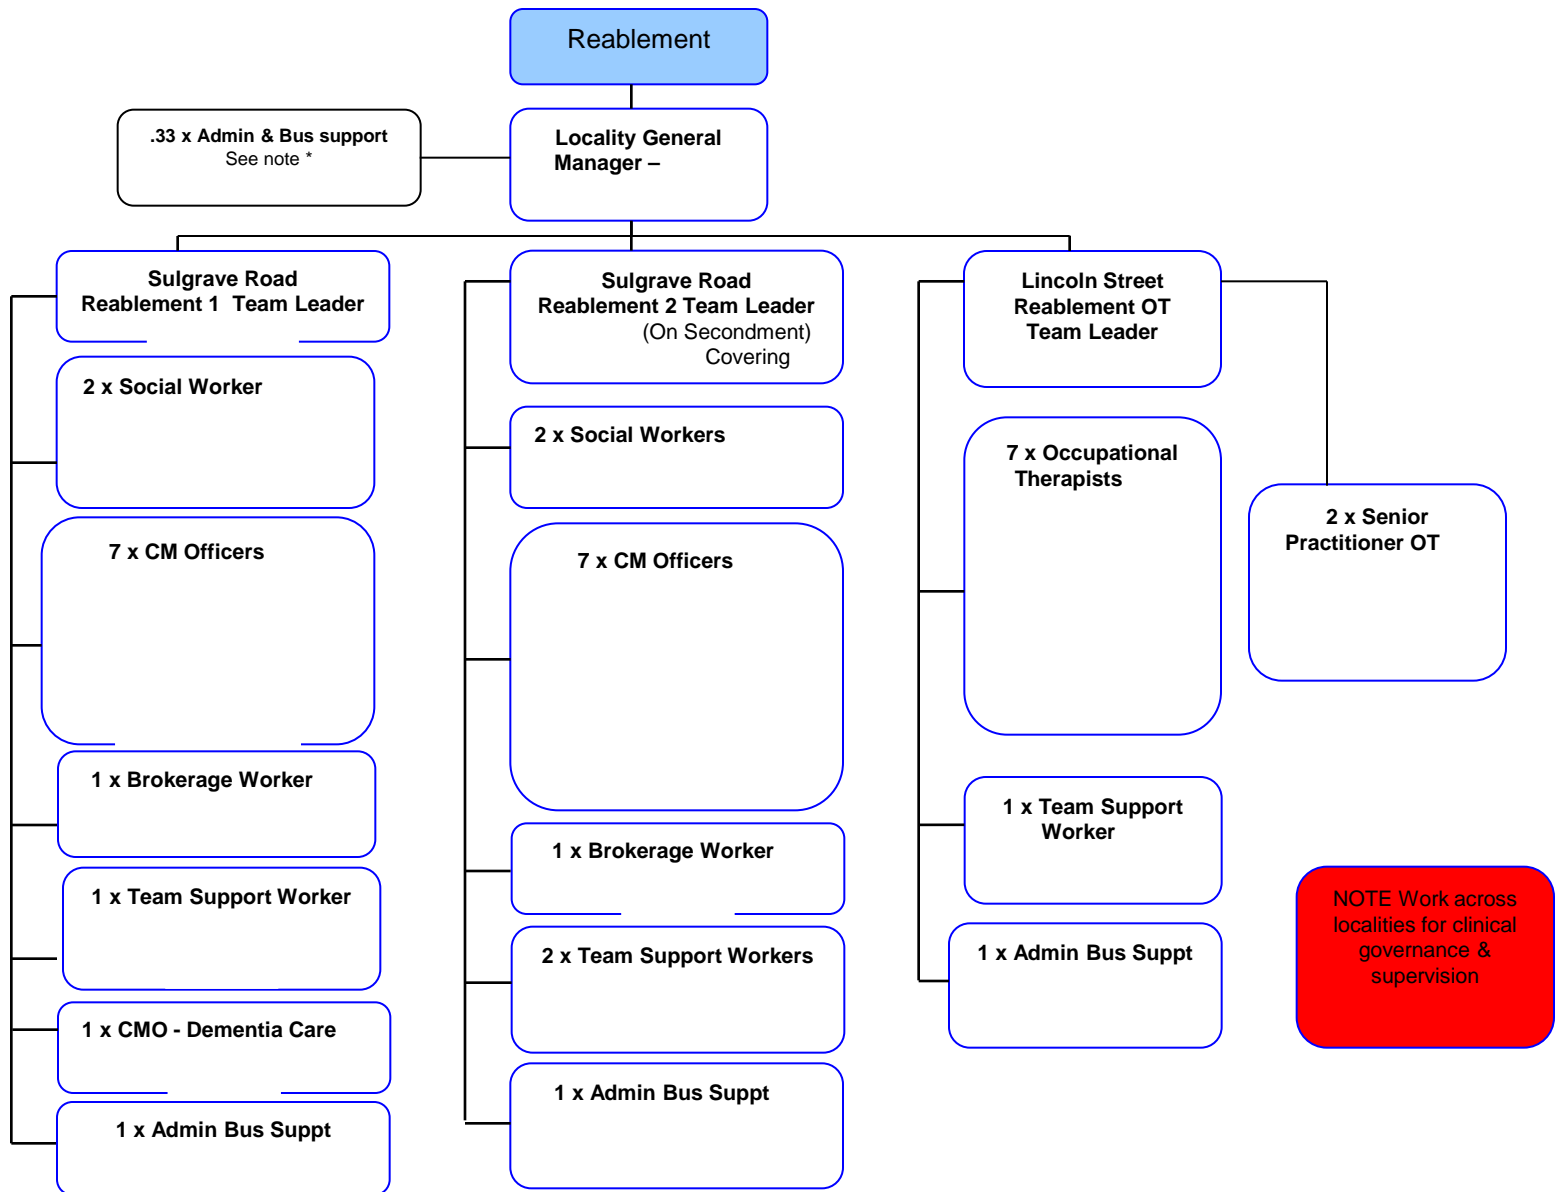 Reablement
.33 x Admin & Bus support
See note *
Locality General
Manager –
Sulgrave Road
Reablement 1 Team Leader
2 x Social Worker
7 x CM Officers
1 x Brokerage Worker
1 x Team Support Worker
1 x CMO - Dementia Care
1 x Admin Bus Suppt
Sulgrave Road
Reablement 2 Team Leader
(On Secondment)
Covering
2 x Social Workers
7 x CM Officers
1 x Brokerage Worker
2 x Team Support Workers
1 x Admin Bus Suppt
Lincoln Street
Reablement OT
Team Leader
7 x Occupational
Therapists
1 x Team Support
Worker
1 x Admin Bus Suppt
2 x Senior
Practitioner OT
NOTE Work across
localities for clinical
governance &
supervision